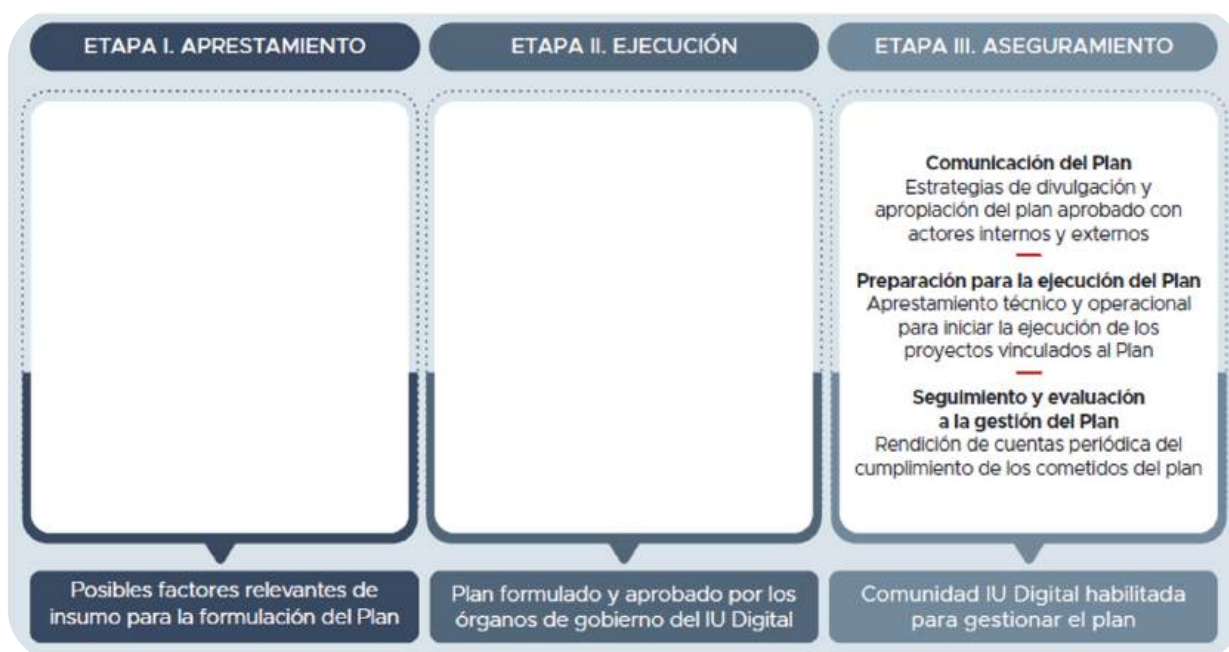 ETAPA I. APRESTAMIENTO
ETAPA II. EJECUCIÓN
ETAPA III. ASEGURAMIENTO
Comunicación del Plan
Estrategias de divulgación y
apropiación del plan aprobado con
actores internos y externos
Preparación para la ejecución del Plan
Aprestamiento técnico y operacional
para iniciar la ejecución de los
proyectos vinculados al Plan
Seguimiento y evaluación
a la gestión del Plan
Rendición de cuentas periódica del
cumplimiento de los cometidos del plan
Posibles factores relevantes de
insumo para la formulación del Plan
Plan formulado y aprobado por los
órganos de gobierno del IU Digital
Comunidad IU Digital habilitada
para gestionar el plan